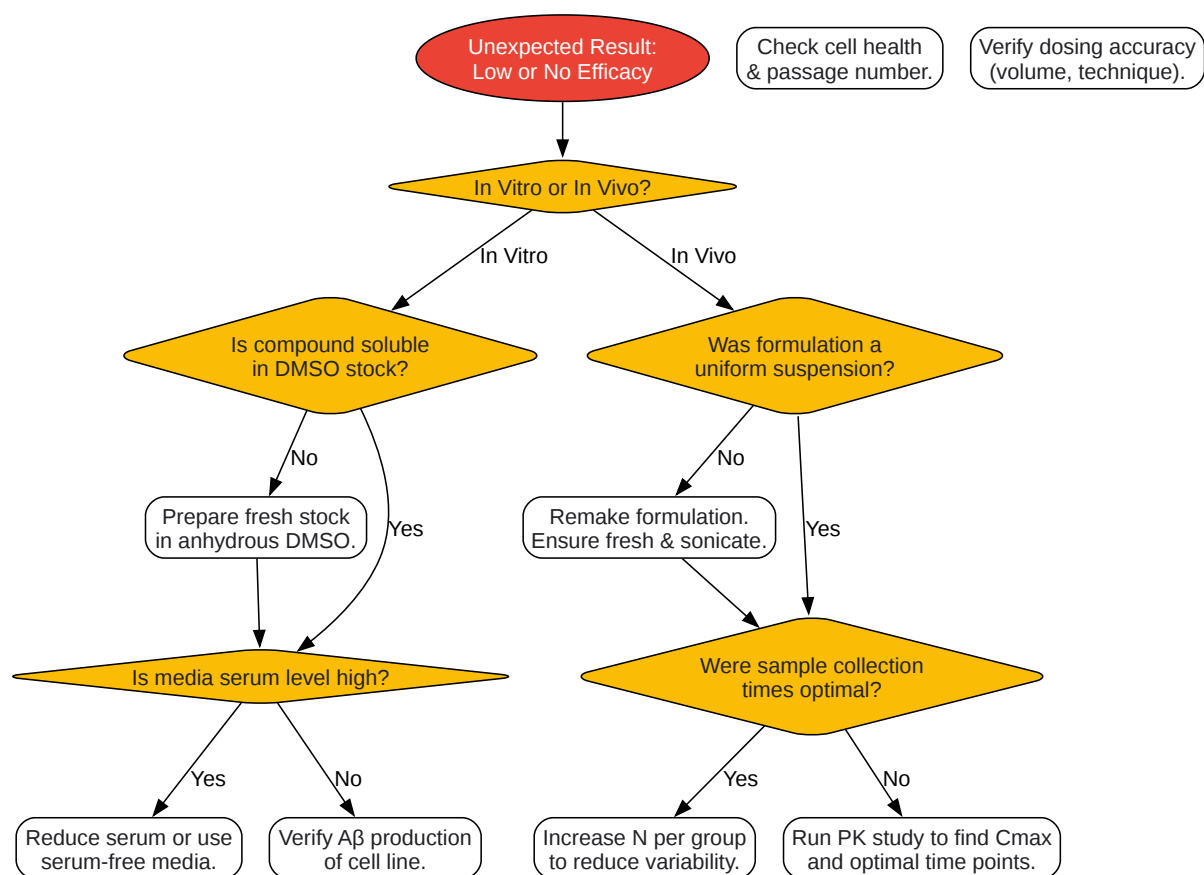 Unexpected Result:
Low or No Efficacy
Check cell health
& passage number.
Verify dosing accuracy
(volume, technique).
In Vitro or In Vivo?
In Vitro
In Vivo
Is compound soluble
in DMSO stock?
Was formulation a
uniform suspension?
No
No
Prepare fresh stock
in anhydrous DMSO.
Yes
Remake formulation.
Ensure fresh & sonicate.
Yes
Is media serum level high?
Were sample collection
times optimal?
Yes
No
Yes
No
Reduce serum or use
serum-free media.
Verify Aβ production
of cell line.
Increase N per group
to reduce variability.
Run PK study to find Cmax
and optimal time points.